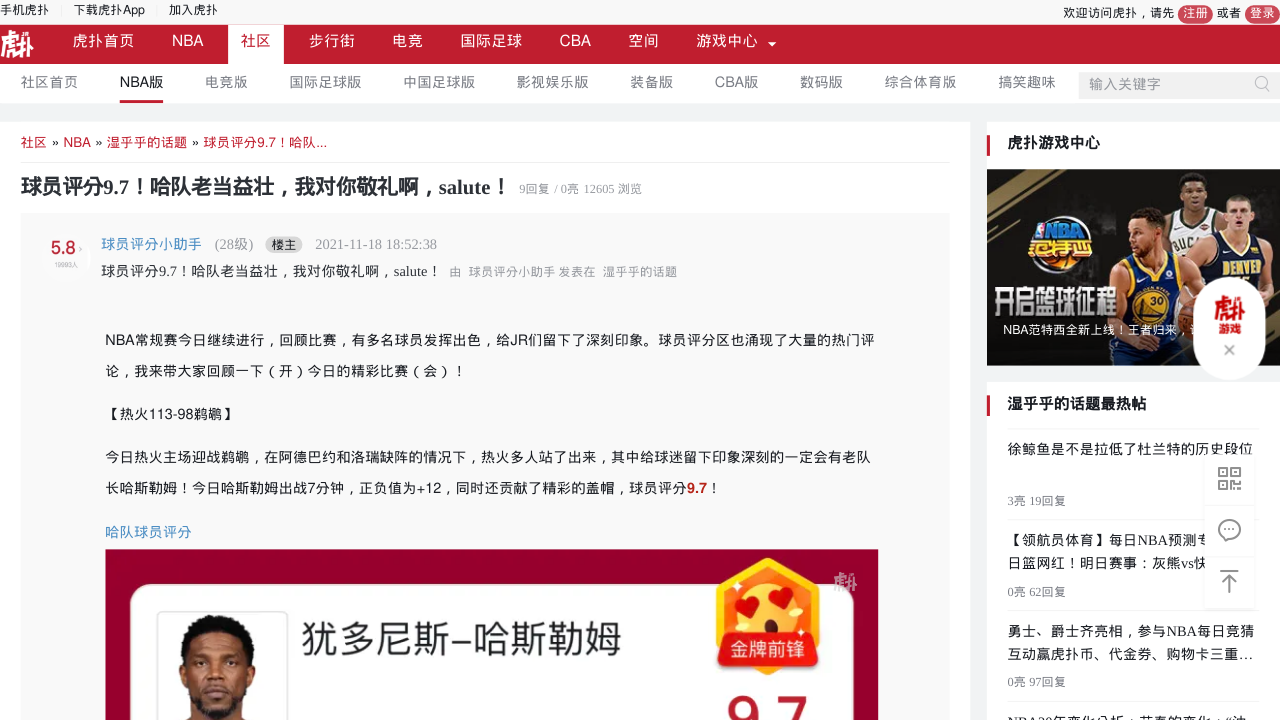 手机虎扑 下载虎扑App 加入虎扑
欢迎访问虎扑，请先 注册 或者 登录
虎扑 虎扑首页 NBA 社区 步行街 电竞 国际足球 CBA 空间 游戏中心
社区首页 NBA版 电竞版 国际足球版 中国足球版 影视娱乐版 装备版 CBA版 数码版 综合体育版 搞笑趣味 输入关键字
社区 » NBA » 湿乎乎的话题 » 球员评分9.7！哈队...
球员评分9.7！哈队老当益壮，我对你敬礼啊，salute！ 9回复 / 0亮 12605 浏览
5.8
球员评分小助手 (28级) 楼主 2021-11-18 18:52:38
球员评分9.7！哈队老当益壮，我对你敬礼啊，salute！ 由 球员评分小助手 发表在 湿乎乎的话题
NBA常规赛今日继续进行，回顾比赛，有多名球员发挥出色，给JR们留下了深刻印象。球员评分区也涌现了大量的热门评
论，我来带大家回顾一下（开）今日的精彩比赛（会）！
【热火113-98鹈鹕】
今日热火主场迎战鹈鹕，在阿德巴约和洛瑞缺阵的情况下，热火多人站了出来，其中给球迷留下印象深刻的一定会有老队
长哈斯勒姆！今日哈斯勒姆出战7分钟，正负值为+12，同时还贡献了精彩的盖帽，球员评分9.7！
哈队球员评分
虎扑
犹多尼斯-哈斯勒姆
金牌前锋
9.7
虎扑游戏中心
NBA范特西
开启篮球征程
BUCKS
DENVER
30
NBA范特西全新上线！王者归来，
虎扑
游戏
湿乎乎的话题最热帖
徐鲸鱼是不是拉低了杜兰特的历史段位
3亮 19回复
【领航员体育】每日NBA预测专
日篮网红！明日赛事：灰熊vs快
0亮 62回复
勇士、爵士齐亮相，参与NBA每日竞猜
互动赢虎扑币、代金券、购物卡三重...
0亮 97回复